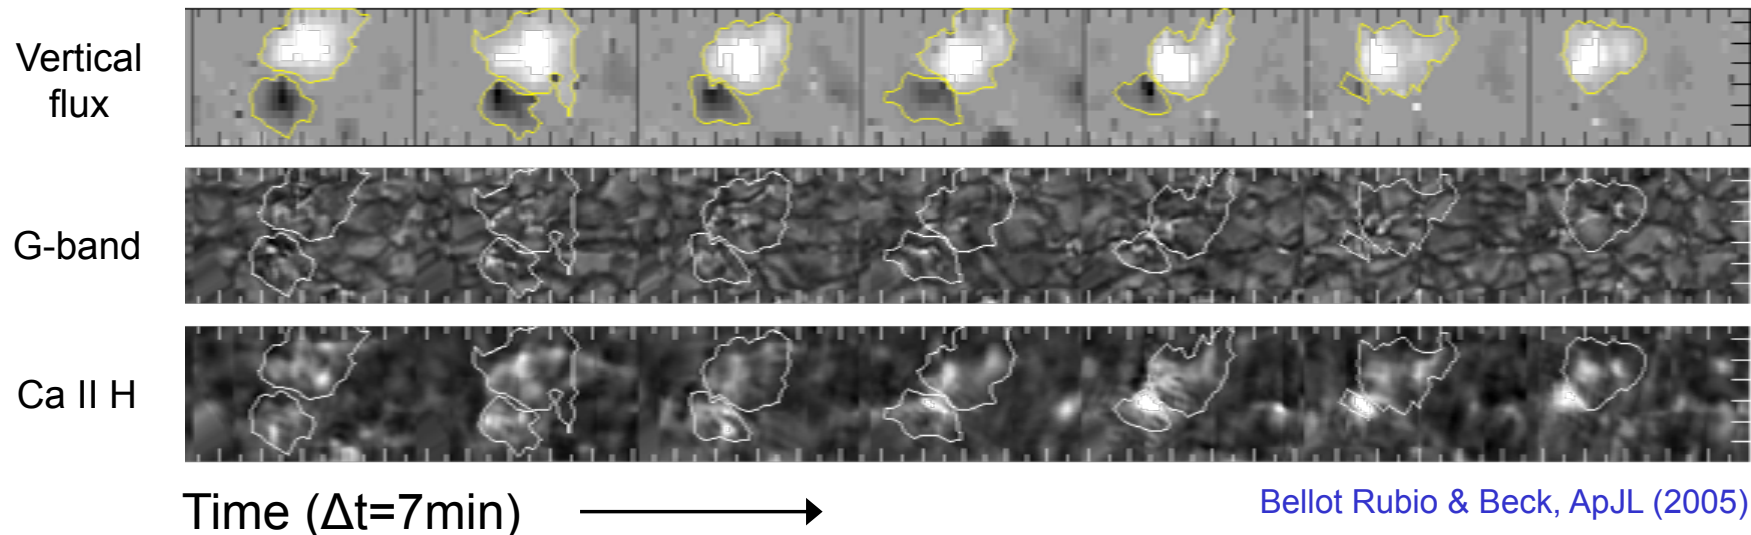 Vertical
flux
G-band
Ca II H
Time (Δt=7min)
Bellot Rubio & Beck, ApJL (2005)